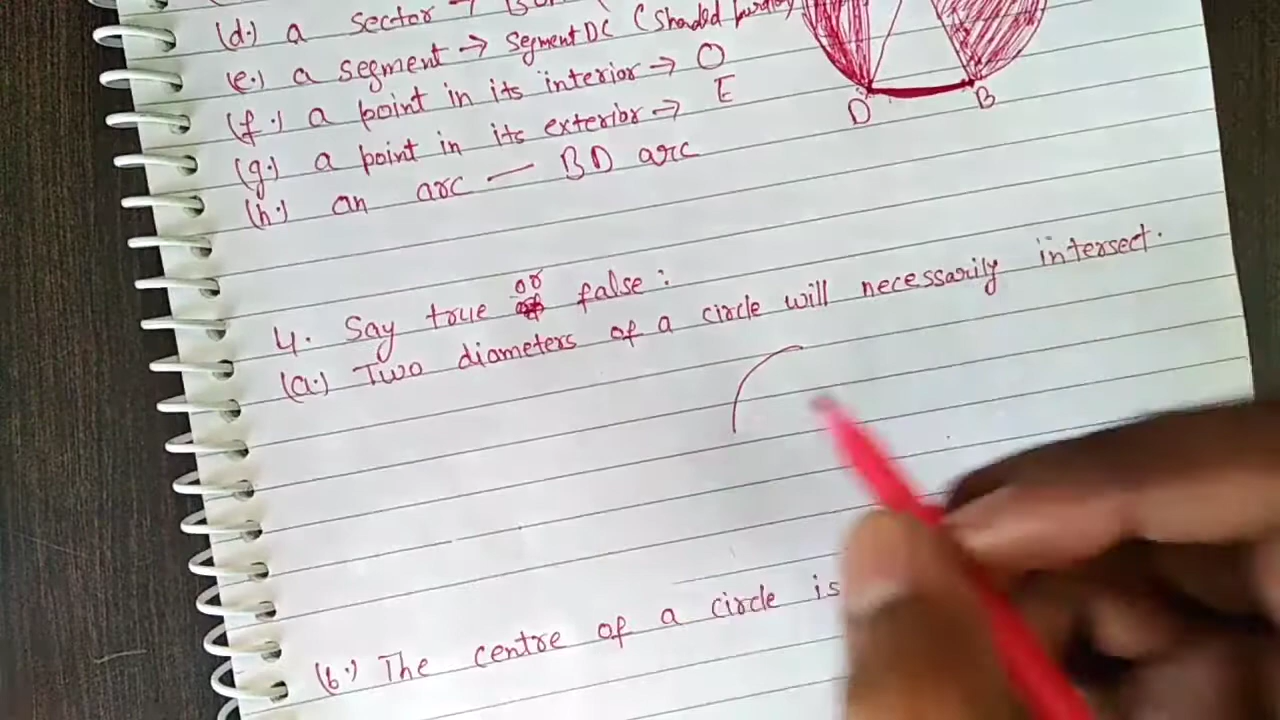 (d.) a sector →
(e.) a segment → Segment DC (Shaded
(f.) a point in its interior → O
(g.) a point in its exterior → E
(h.) an arc — BD arc
D
B
4. Say true or false :
(a.) Two diameters of a circle will necessarily intersect.
(b.) The centre of a circle is